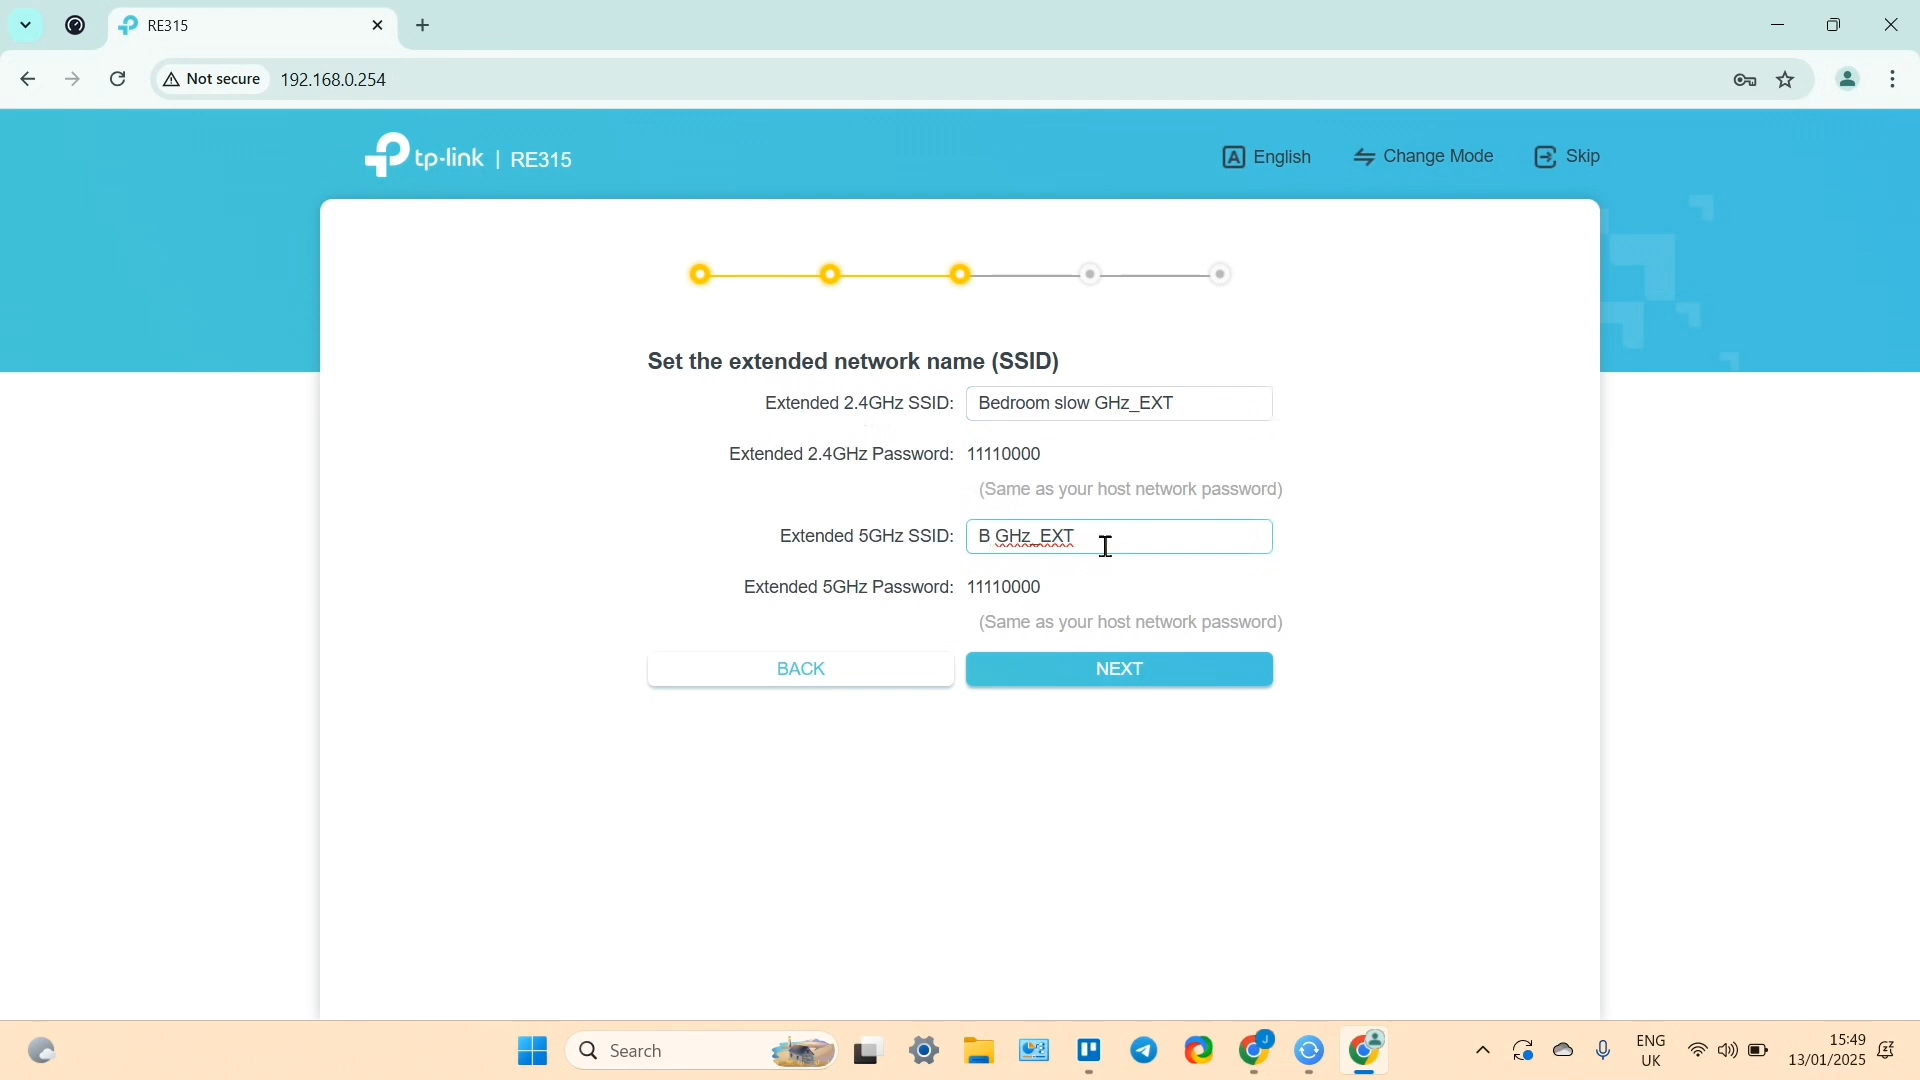 RE315
Not secure 192.168.0.254
tp-link | RE315
English
Change Mode
Skip
Set the extended network name (SSID)
Extended 2.4GHz SSID: Bedroom slow GHz_EXT
Extended 2.4GHz Password: 11110000
(Same as your host network password)
Extended 5GHz SSID: B GHz_EXT
Extended 5GHz Password: 11110000
(Same as your host network password)
BACK
NEXT
Search
J
ENG
UK
15:49
13/01/2025